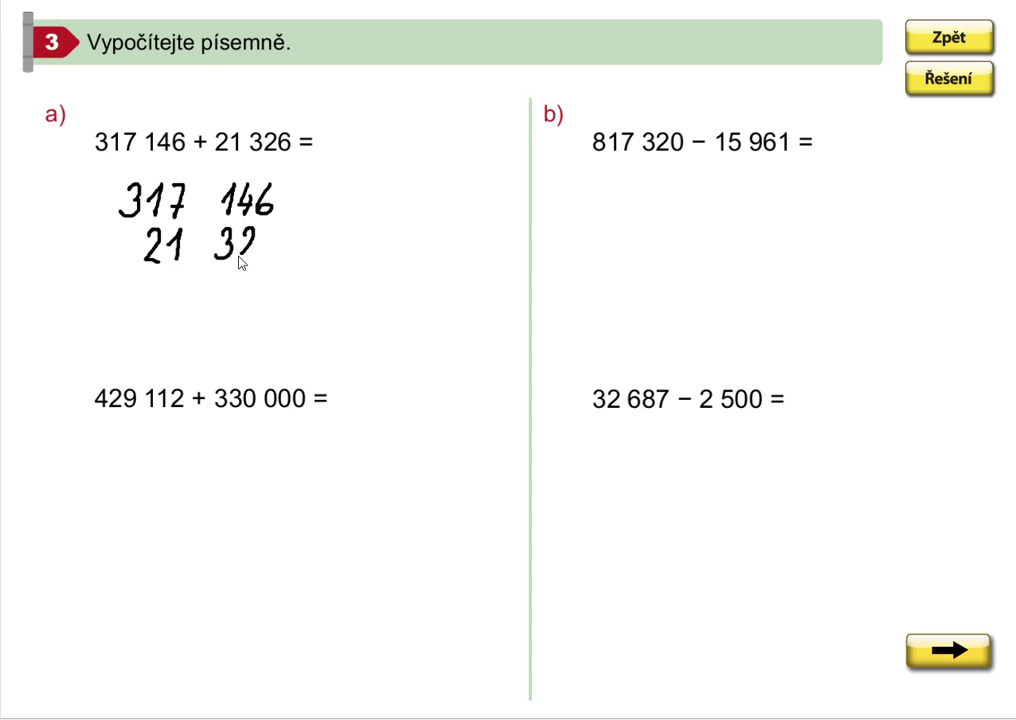 3 Vypočítejte písemně.
Zpět
Řešení
a)
317 146 + 21 326 =
317 146
21 32
429 112 + 330 000 =
b)
817 320 − 15 961 =
32 687 − 2 500 =